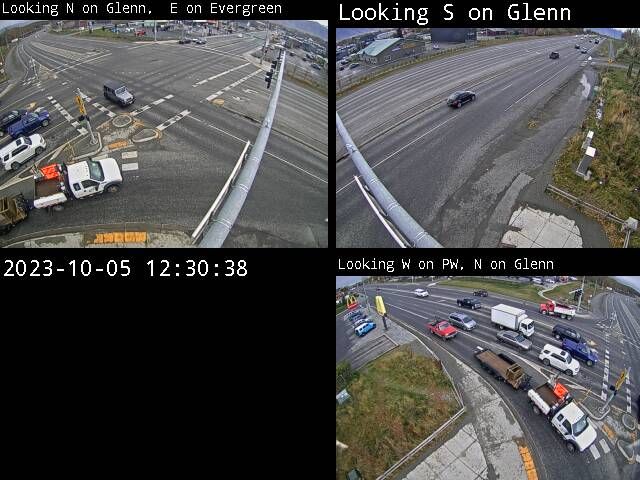 Looking N on Glenn,  E on Evergreen
Looking S on Glenn
2023-10-05 12:30:38
Looking W on PW, N on Glenn